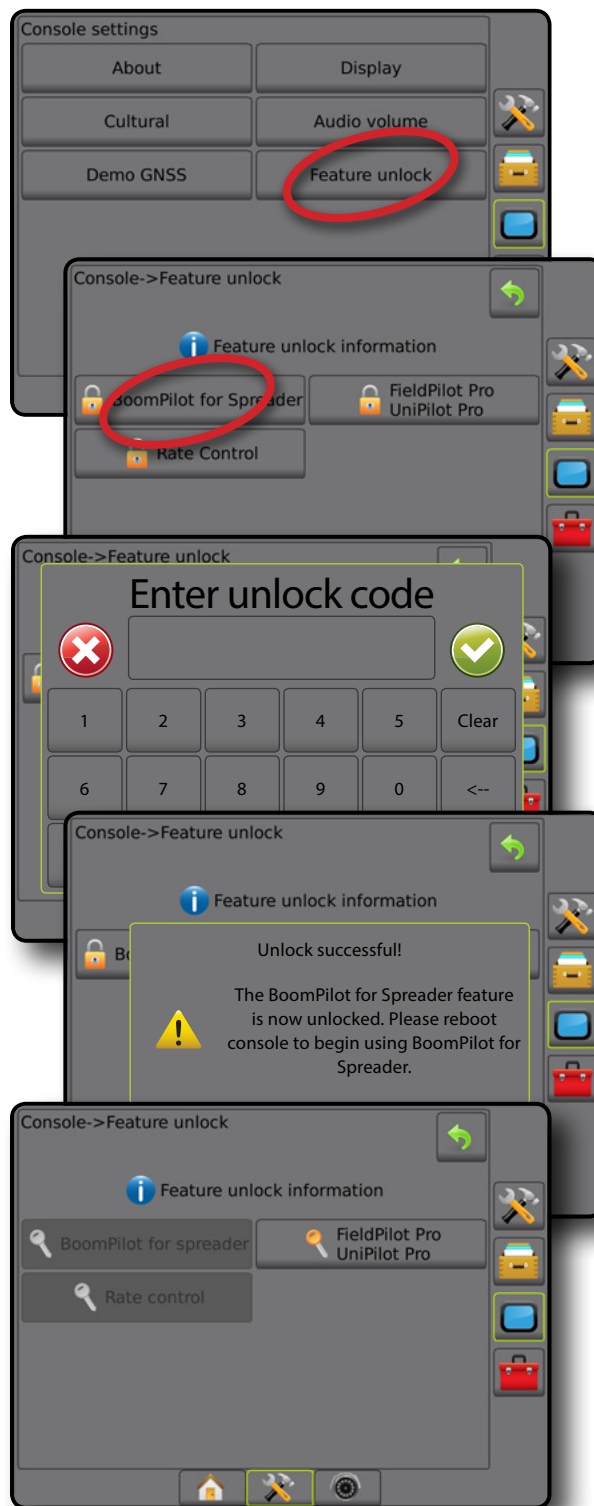 Console settings
About
Display
Cultural
Audio volume
Demo GNSS
Feature unlock
Console->Feature unlock
Feature unlock information
BoomPilot for Spreader
FieldPilot Pro
UniPilot Pro
Rate Control
Console->Feature unlock
Enter unlock code
1 2 3 4 5 Clear
6 7 8 9 0 <--
Console->Feature unlock
Feature unlock information
Unlock successful!
The BoomPilot for Spreader feature
is now unlocked. Please reboot
console to begin using BoomPilot for
Spreader.
Console->Feature unlock
Feature unlock information
BoomPilot for spreader
FieldPilot Pro
UniPilot Pro
Rate control